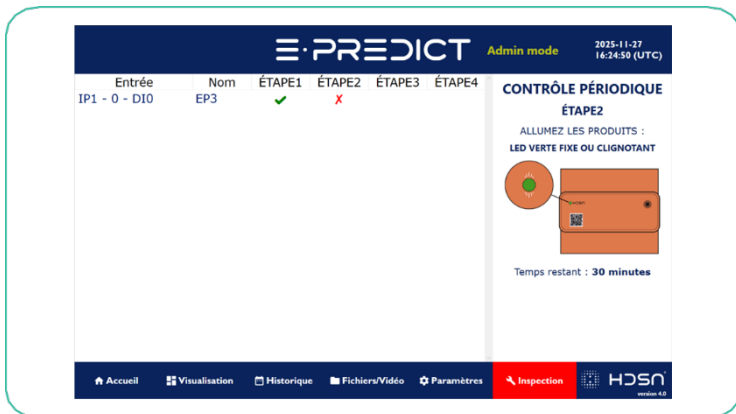 E·PREDICT
Admin mode
2025-11-27
16:24:50 (UTC)
Entrée Nom ÉTAPE1 ÉTAPE2 ÉTAPE3 ÉTAPE4
IP1 - 0 - DI0 EP3 ✔ ✗
CONTRÔLE PÉRIODIQUE
ÉTAPE2
ALLUMEZ LES PRODUITS :
LED VERTE FIXE OU CLIGNOTANT
Temps restant : 30 minutes
Accueil Visualisation Historique Fichiers/Vidéo Paramètres Inspection HDSN
version 4.0